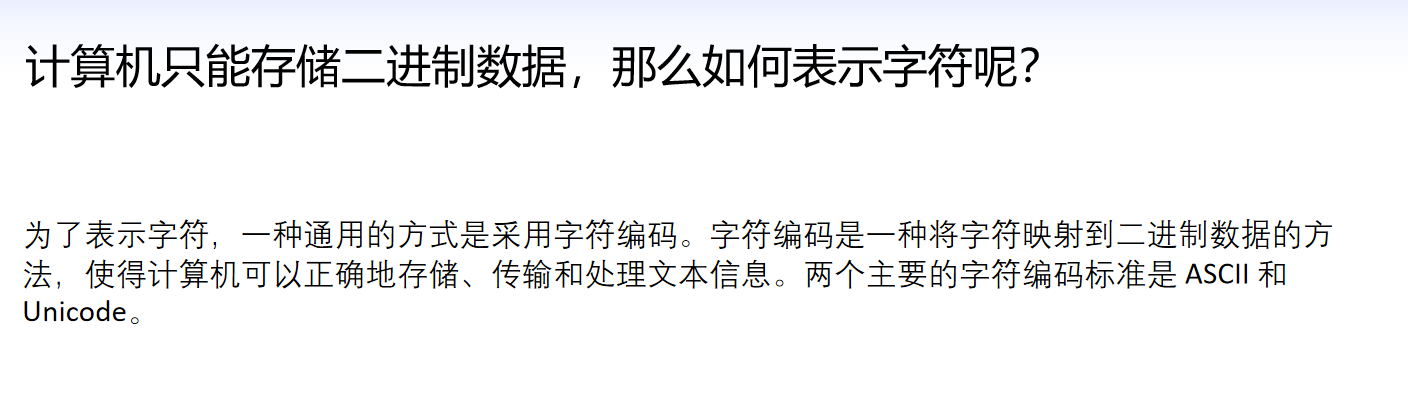 计算机只能存储二进制数据，那么如何表示字符呢？
为了表示字符，一种通用的方式是采用字符编码。字符编码是一种将字符映射到二进制数据的方
法，使得计算机可以正确地存储、传输和处理文本信息。两个主要的字符编码标准是 ASCII 和
Unicode。